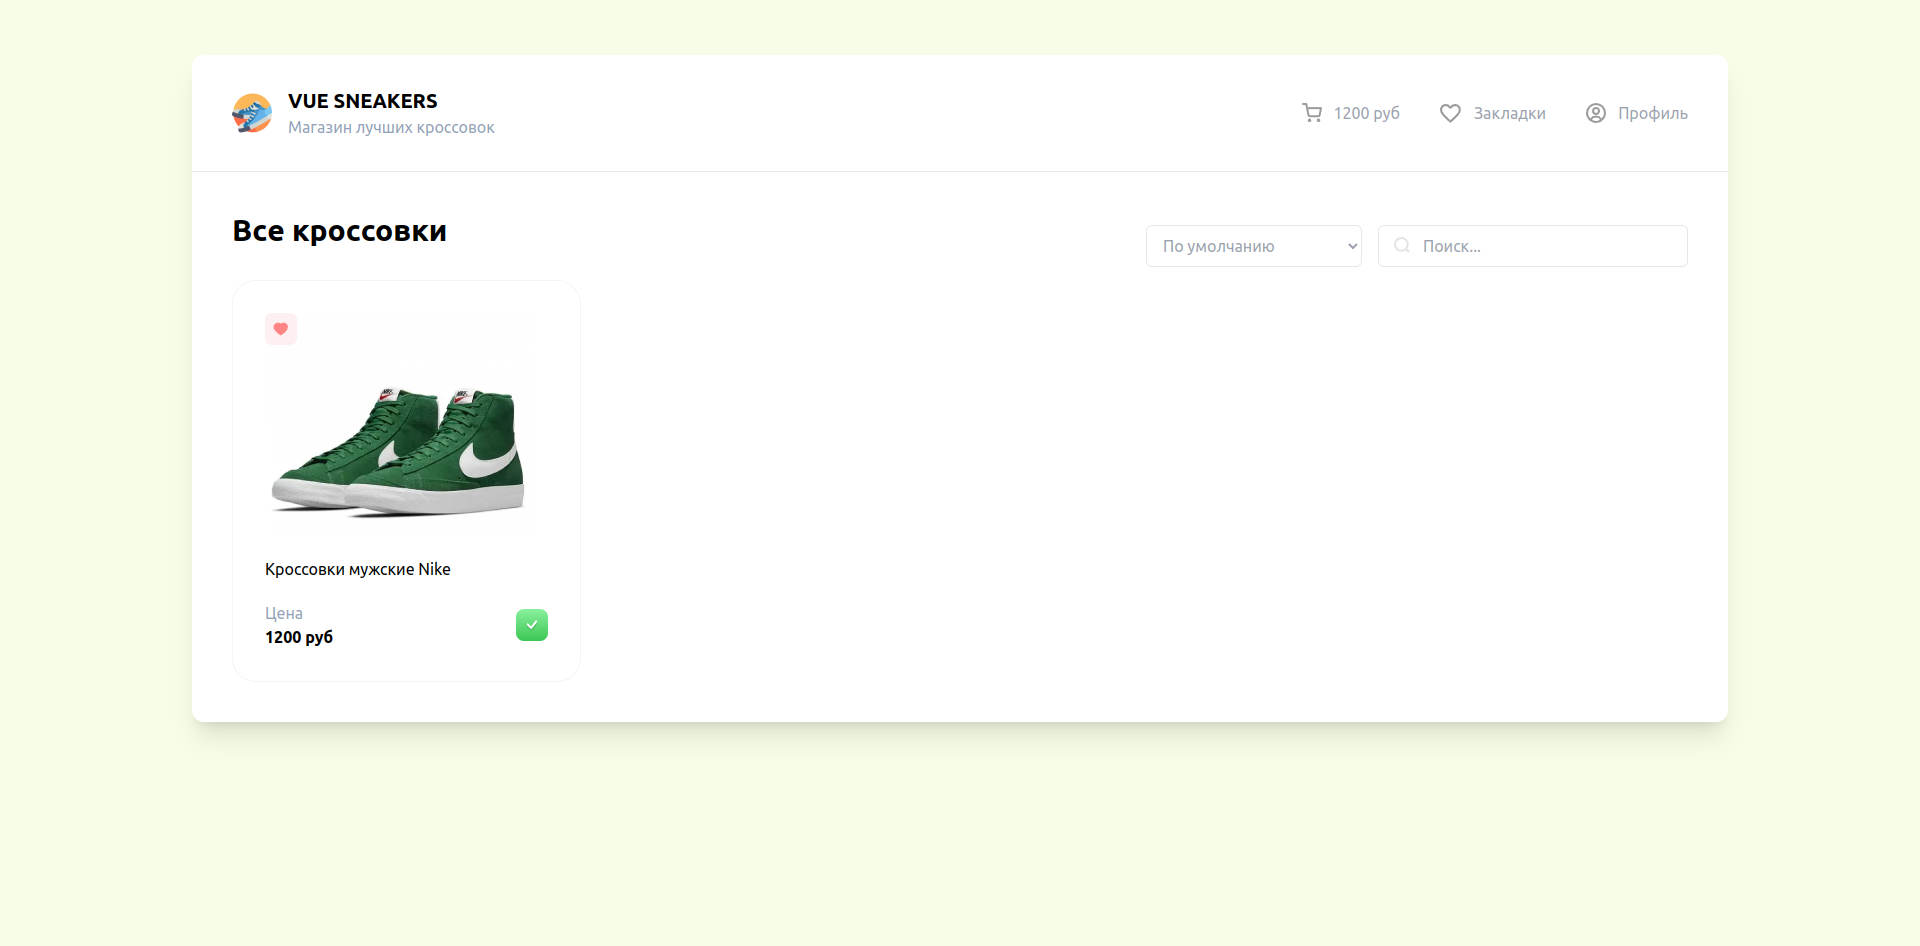 VUE SNEAKERS
Магазин лучших кроссовок
1200 руб
Закладки
Профиль
Все кроссовки
По умолчанию
Поиск...
Кроссовки мужские Nike
Цена
1200 руб